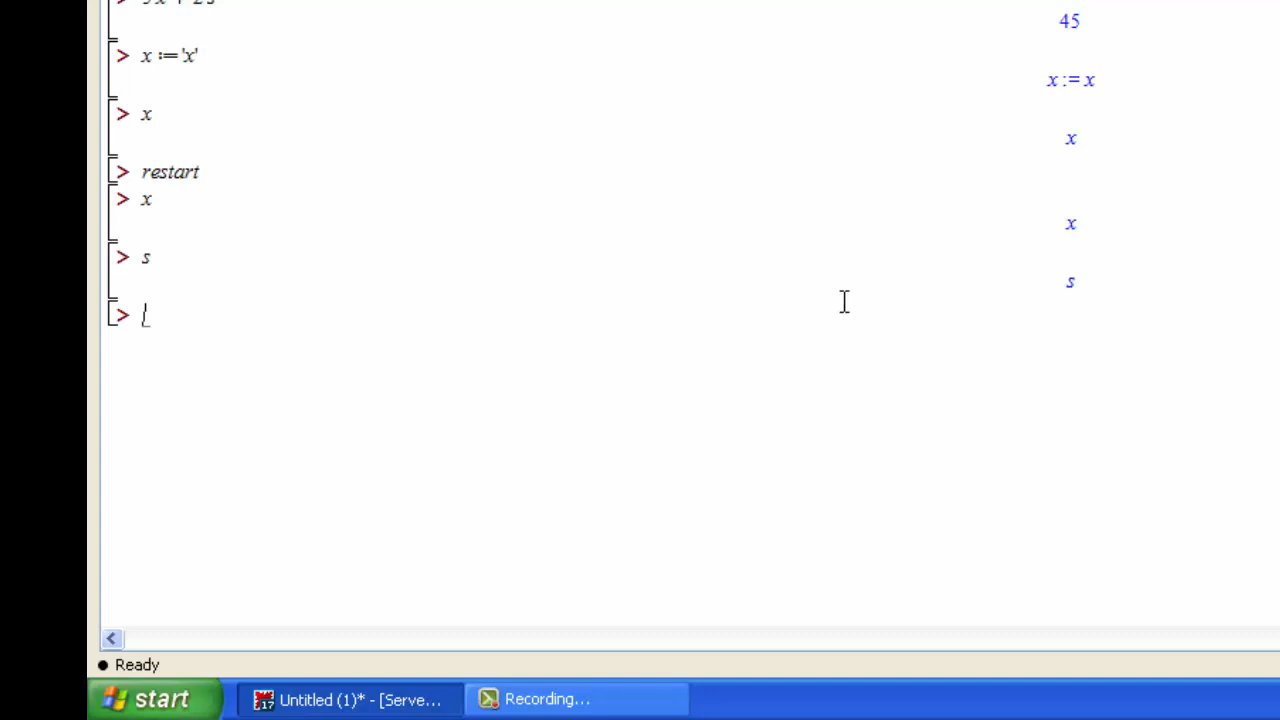 45
> x := 'x'
x := x
> x
x
> restart
> x
x
> s
s
>
Ready
start
Untitled (1)* - [Serve...
Recording...